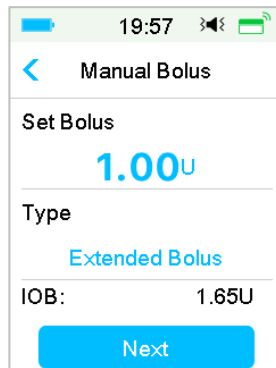 19:57
Manual Bolus
Set Bolus
1.00U
Type
Extended Bolus
IOB: 1.65U
Next